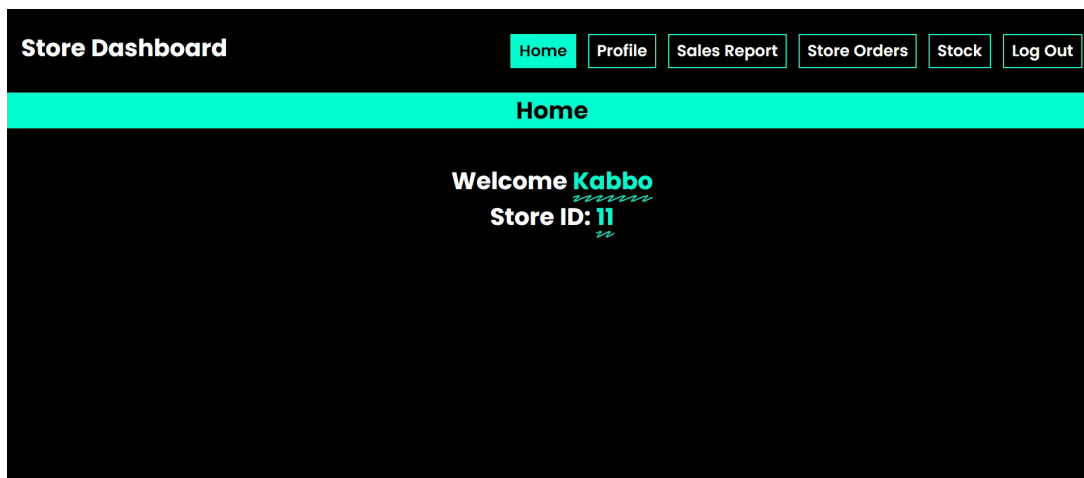 Store Dashboard
Home Profile Sales Report Store Orders Stock Log Out
Home
Welcome Kabbo
Store ID: 11